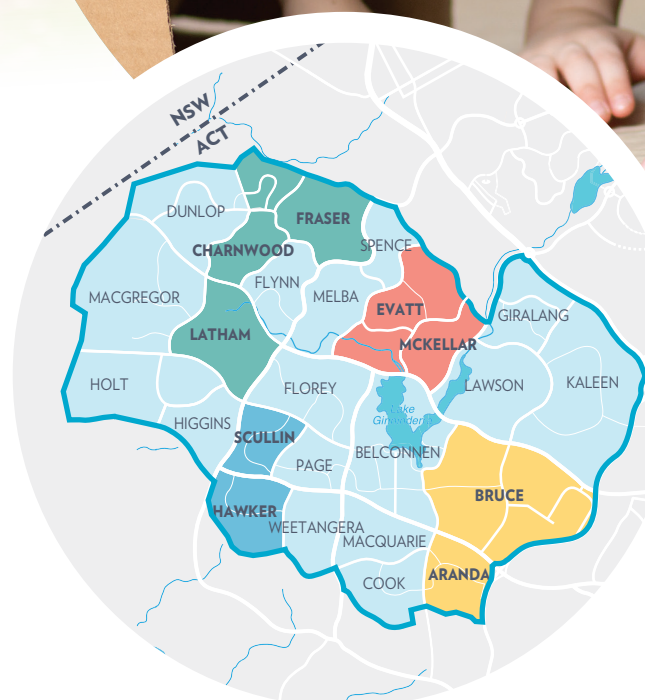 NSW
ACT
DUNLOP
FRASER
SPENCE
CHARNWOOD
FLYNN
MELBA
MACGREGOR
EVATT
GIRALANG
LATHAM
MCKELLAR
HOLT
FLOREY
LAWSON
KALEEN
Lake
Ginninderra
HIGGINS
SCULLIN
PAGE
BELCONNEN
BRUCE
HAWKER
WEETANGERA
MACQUARIE
COOK
ARANDA